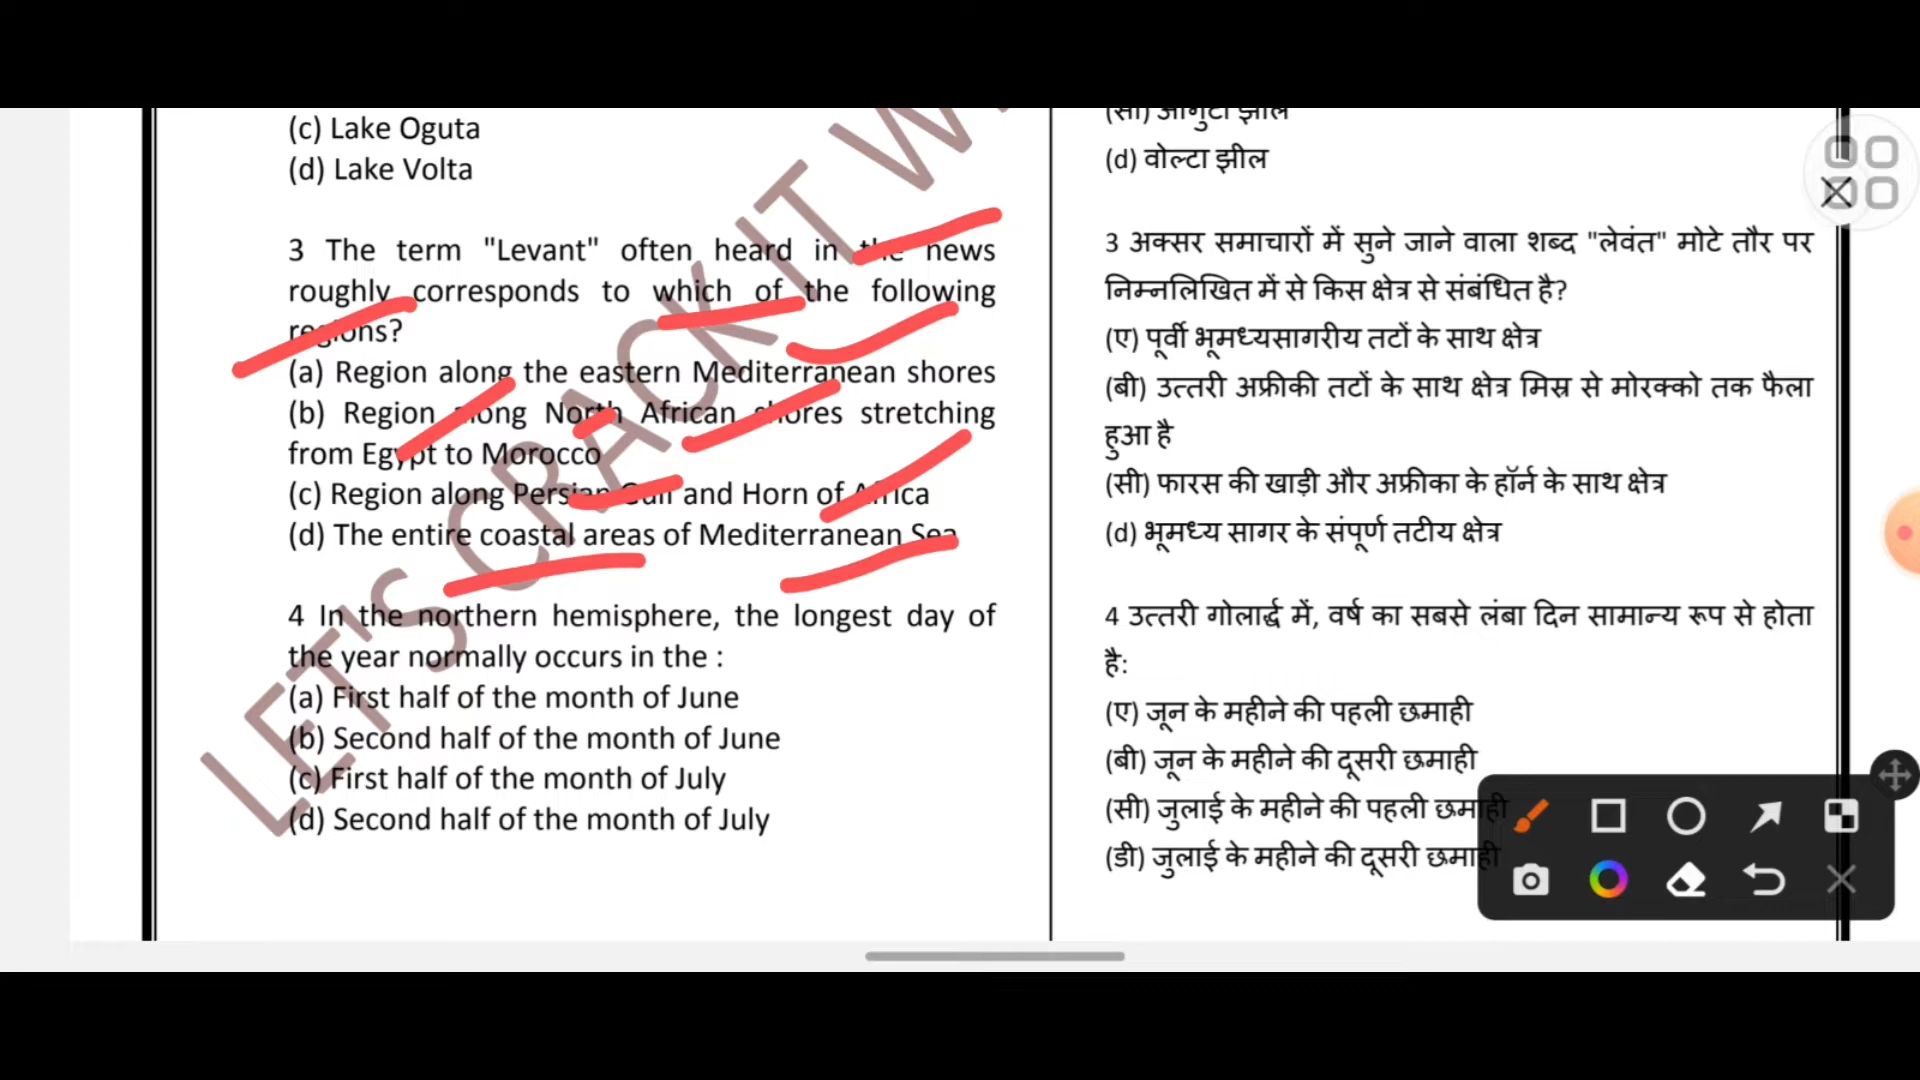 (c) Lake Oguta
(d) Lake Volta
3 The term "Levant" often heard in the news
roughly corresponds to which of the following
regions?
(a) Region along the eastern Mediterranean shores
(b) Region along North African shores stretching
from Egypt to Morocco
(c) Region along Persian Gulf and Horn of Africa
(d) The entire coastal areas of Mediterranean Sea
4 In the northern hemisphere, the longest day of
the year normally occurs in the :
(a) First half of the month of June
(b) Second half of the month of June
(c) First half of the month of July
(d) Second half of the month of July
LET'S CRACK IT
(सी) ओगुटा झील
(d) वोल्टा झील
3 अक्सर समाचारों में सुने जाने वाला शब्द "लेवंत" मोटे तौर पर
निम्नलिखित में से किस क्षेत्र से संबंधित है?
(ए) पूर्वी भूमध्यसागरीय तटों के साथ क्षेत्र
(बी) उत्तरी अफ्रीकी तटों के साथ क्षेत्र मिस्र से मोरक्को तक फैला
हुआ है
(सी) फारस की खाड़ी और अफ्रीका के हॉर्न के साथ क्षेत्र
(d) भूमध्य सागर के संपूर्ण तटीय क्षेत्र
4 उत्तरी गोलार्द्ध में, वर्ष का सबसे लंबा दिन सामान्य रूप से होता
है:
(ए) जून के महीने की पहली छमाही
(बी) जून के महीने की दूसरी छमाही
(सी) जुलाई के महीने की पहली छमाही
(डी) जुलाई के महीने की दूसरी छमाही